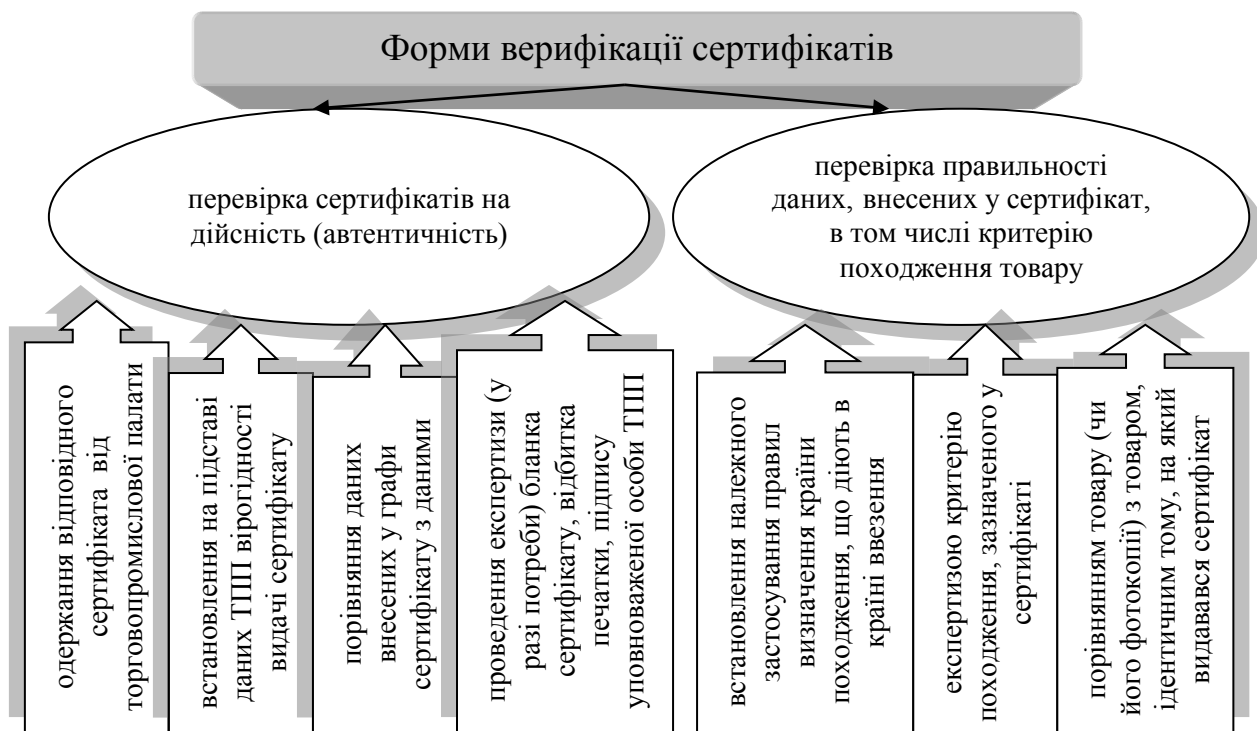 Форми верифікації сертифікатів
перевірка сертифікатів на
дійсність (автентичність)
перевірка правильності
даних, внесених у сертифікат,
в том числі критерію
походження товару
одержання відповідного
сертифіката від
торговопромислової палати
встановлення на підставі
даних ТПП вірогідності
видачі сертифікату
порівняння даних
внесених у графи
сертифікату з даними
проведення експертизи (у
разі потреби) бланка
сертифікату, відбитка
печатки, підпису
уповноваженої особи ТПП
встановлення належного
застосування правил
визначення країни
походження, що діють в
країні ввезення
експертизою критерію
походження, зазначеного у
сертифікаті
порівнянням товару (чи
його фотокопії) з товаром,
ідентичним тому, на який
видавався сертифікат